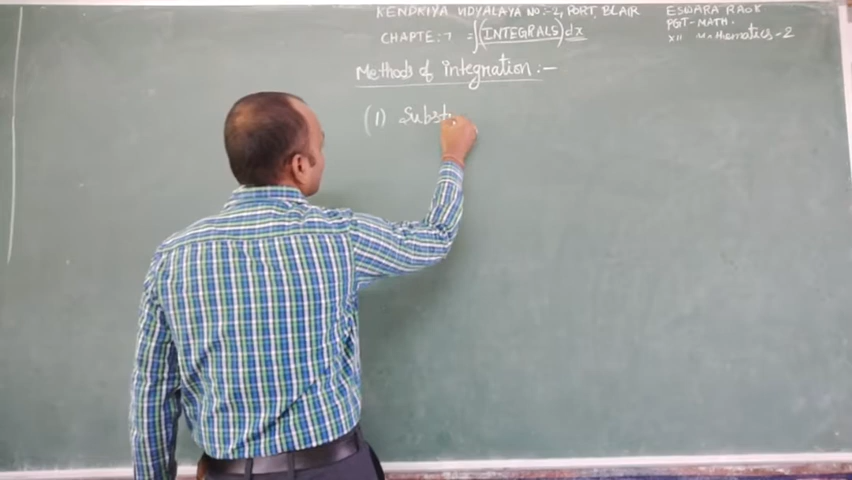 KENDRIYA VIDYALAYA NO:-2, PORT BLAIR
ESWARA RAO K
PGT-MATH.
CHAPTE: 7 = ∫(INTEGRALS)dx
XII Mathematics-2
Methods of integration :-
(1) Subst